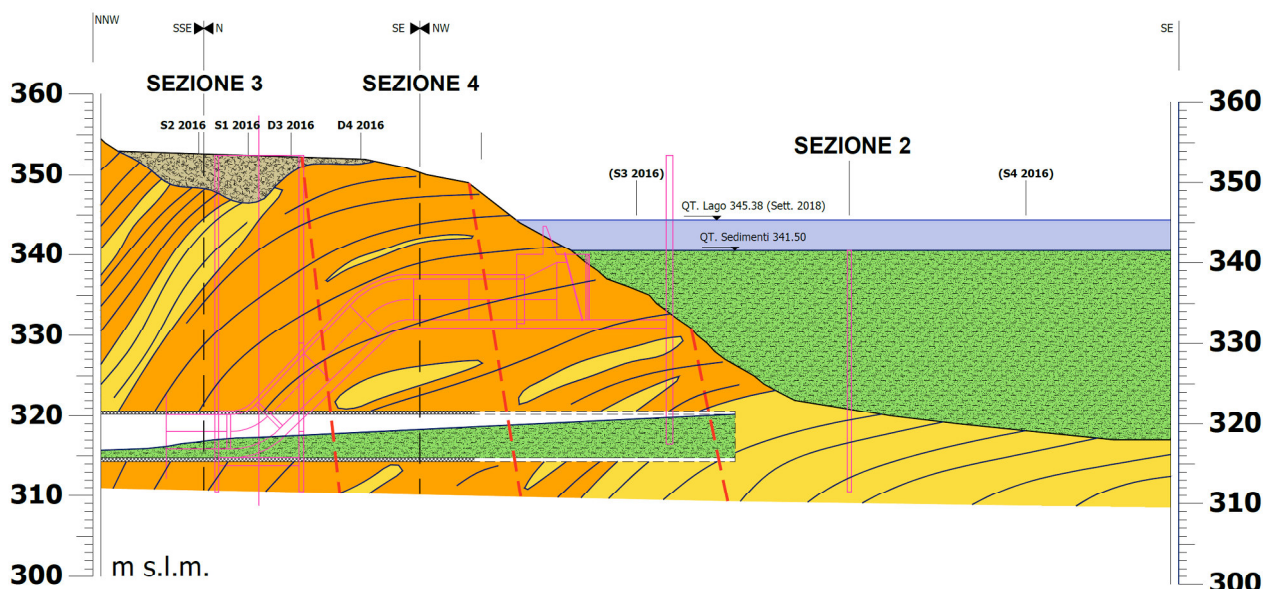 NNW
SSE N
SE NW
SE
SEZIONE 3
SEZIONE 4
360
360
S2 2016
S1 2016
D3 2016
D4 2016
SEZIONE 2
350
350
(S3 2016)
(S4 2016)
QT. Lago 345.38 (Sett. 2018)
QT. Sedimenti 341.50
340
340
330
330
320
320
310
310
300
300
m s.l.m.